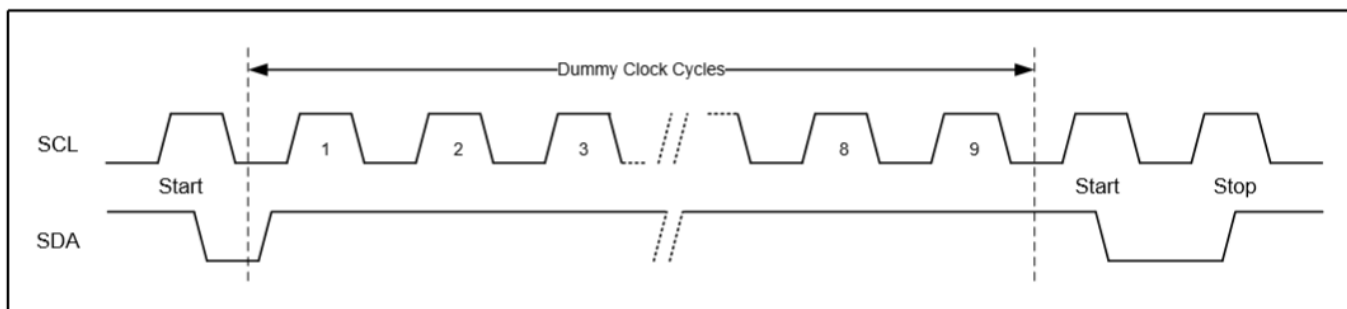 Dummy Clock Cycles
SCL
1 2 3 8 9
Start Start Stop
SDA